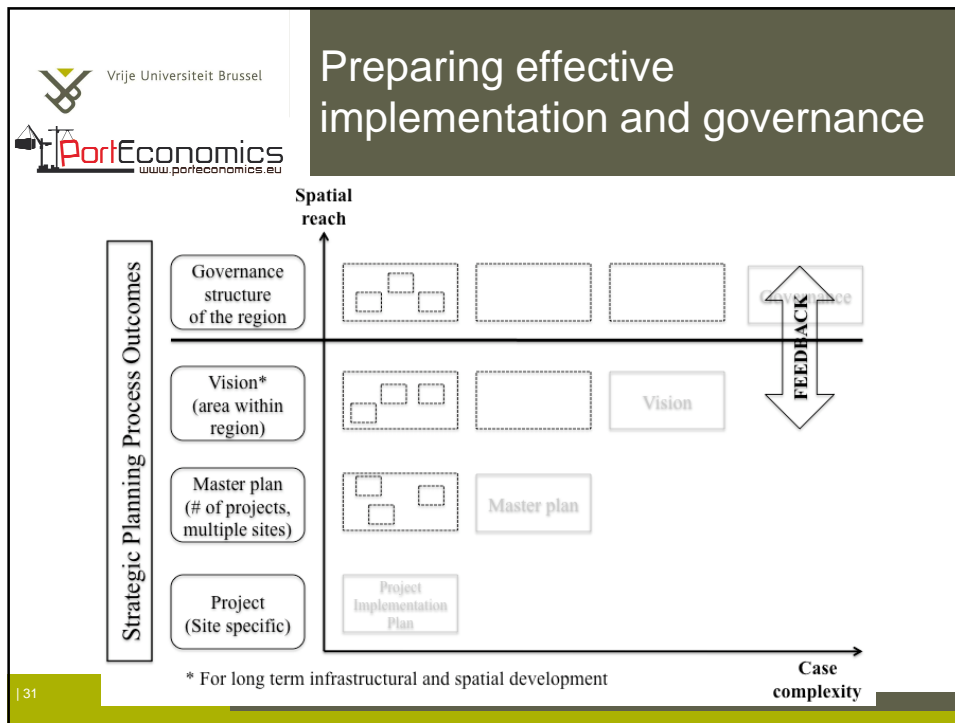 Vrije Universiteit Brussel
PortEconomics
www.porteconomics.eu
Preparing effective
implementation and governance
Spatial
reach
Strategic Planning Process Outcomes
Governance
structure
of the region
Governance
FEEDBACK
Vision*
(area within
region)
Vision
Master plan
(# of projects,
multiple sites)
Master plan
Project
(Site specific)
Project
Implementation
Plan
* For long term infrastructural and spatial development
Case
complexity
| 31